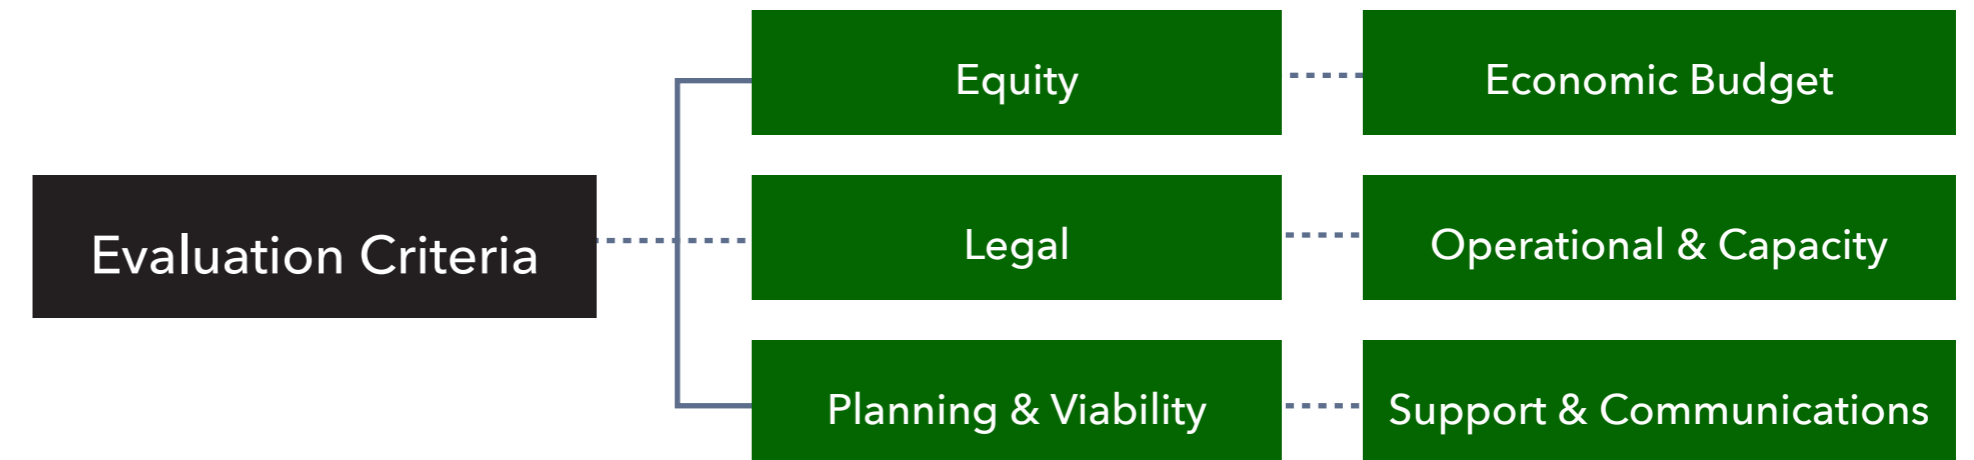 Equity
Economic Budget
Evaluation Criteria
Legal
Operational & Capacity
Planning & Viability
Support & Communications